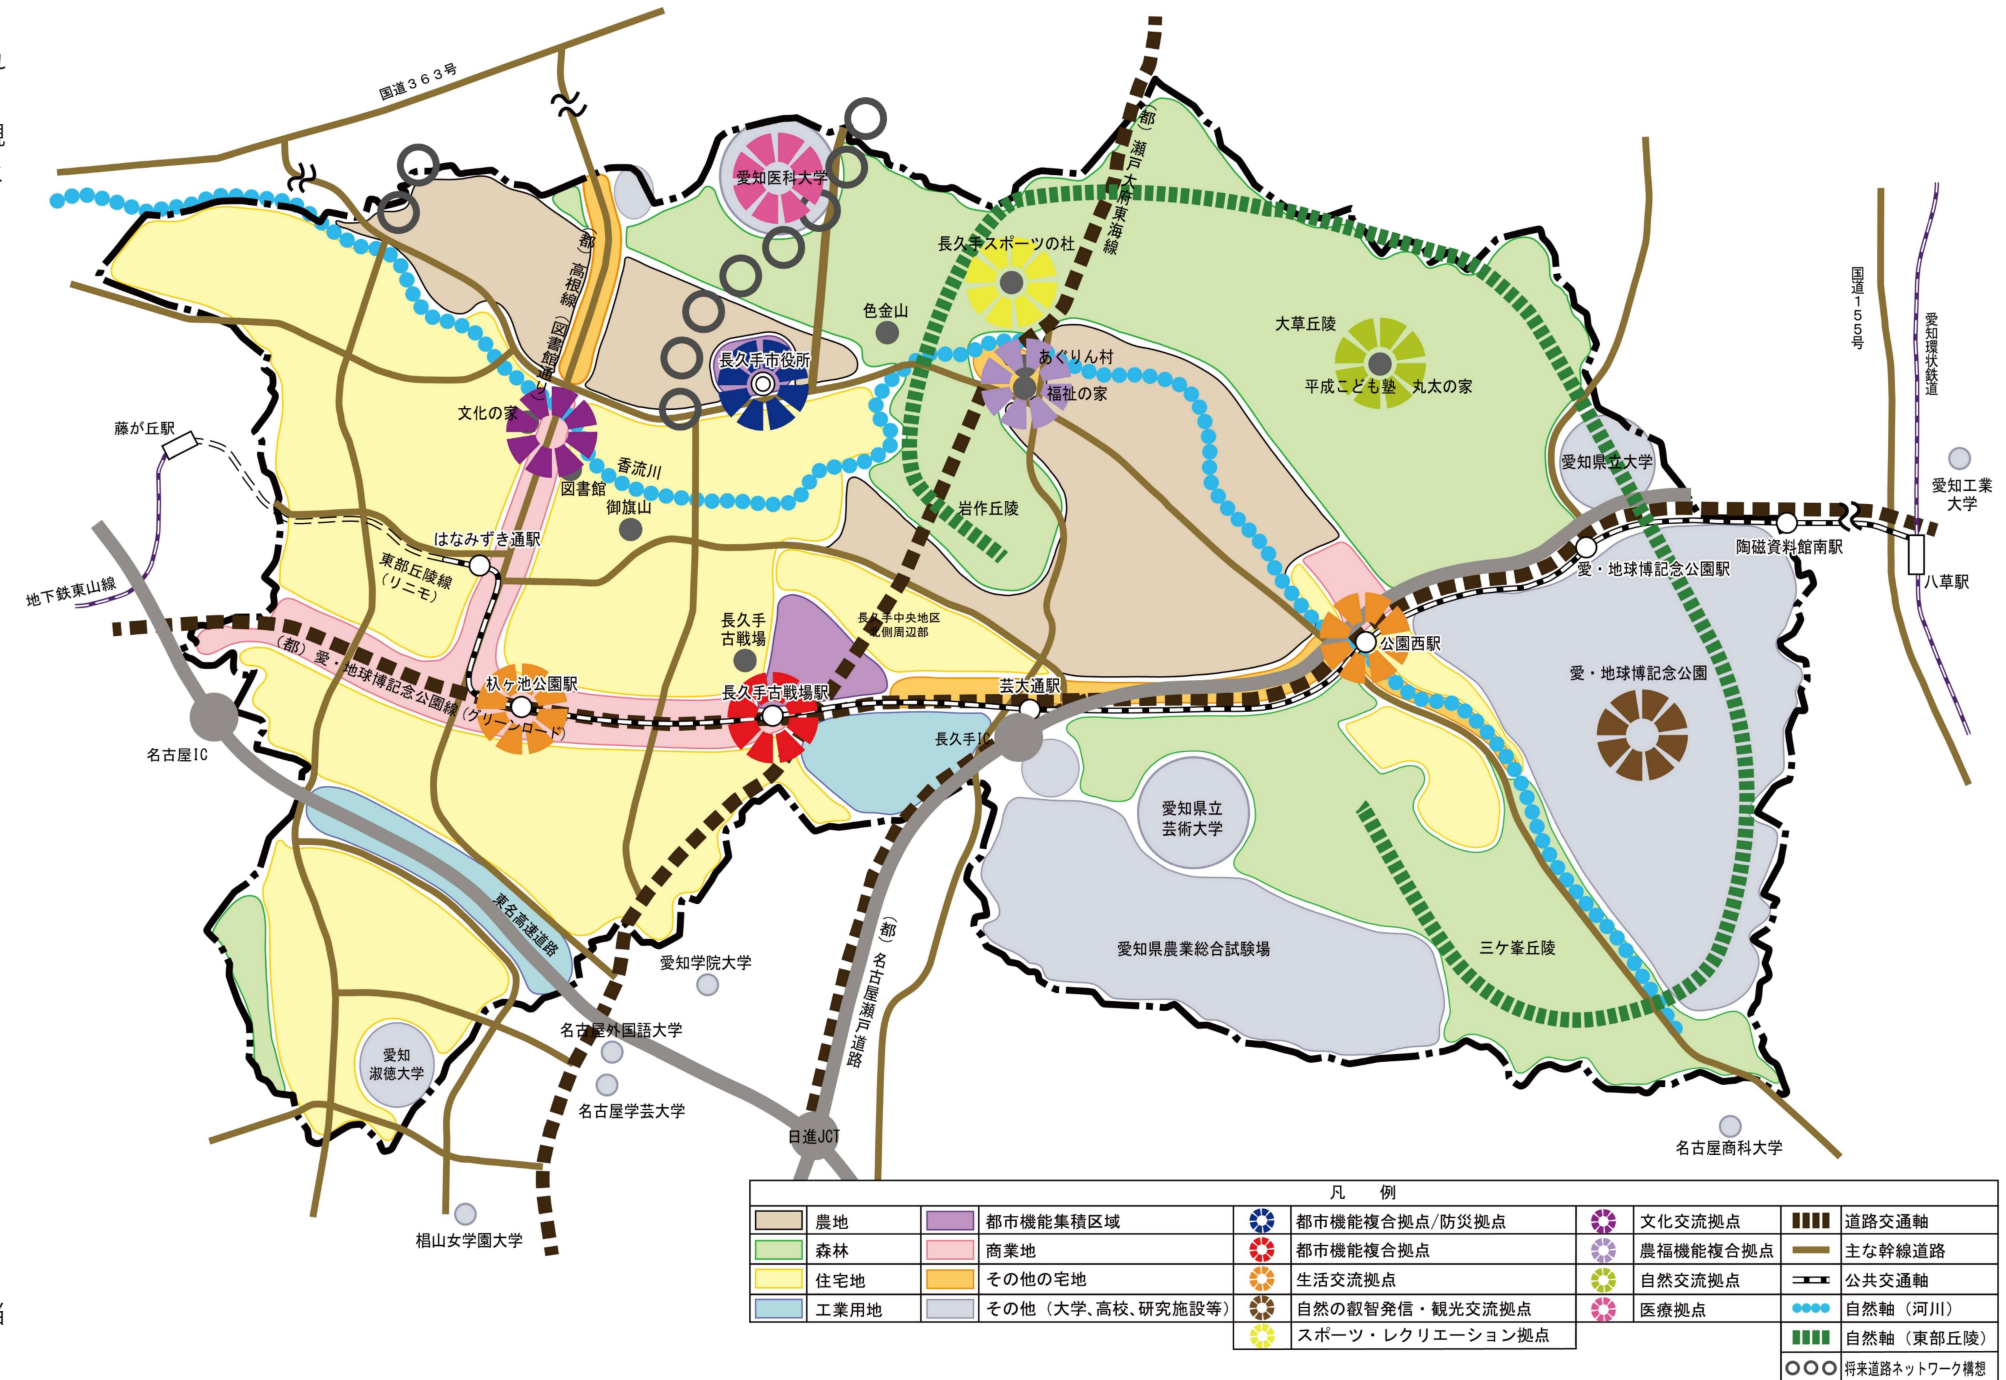 国道363号
(都)瀬戸大府東海線
愛知医科大学
(都)高根線(図書館通り)
長久手スポーツの杜
国道155号
愛知環状鉄道
色金山
大草丘陵
長久手市役所
あぐりん村
福祉の家
平成こども塾 丸太の家
文化の家
藤が丘駅
香流川
図書館
御旗山
岩作丘陵
愛知県立大学
愛知工業
大学
はなみずき通駅
東部丘陵線
(リニモ)
地下鉄東山線
陶磁資料館南駅
愛・地球博記念公園駅
八草駅
長久手
古戦場
長久手中央地区
北側周辺部
公園西駅
(都)愛・地球博記念公園線(グリーンロード)
杁ヶ池公園駅
長久手古戦場駅
芸大通駅
愛・地球博記念公園
名古屋IC
長久手IC
愛知県立
芸術大学
東名高速道路
愛知学院大学
(都)名古屋瀬戸道路
愛知県農業総合試験場
三ケ峯丘陵
名古屋外国語大学
愛知
淑徳大学
名古屋学芸大学
日進JCT
名古屋商科大学
椙山女学園大学
凡 例
農地
都市機能集積区域
都市機能複合拠点/防災拠点
文化交流拠点
道路交通軸
森林
商業地
都市機能複合拠点
農福機能複合拠点
主な幹線道路
住宅地
その他の宅地
生活交流拠点
自然交流拠点
公共交通軸
工業用地
その他(大学、高校、研究施設等)
自然の叡智発信・観光交流拠点
医療拠点
自然軸(河川)
スポーツ・レクリエーション拠点
自然軸(東部丘陵)
将来道路ネットワーク構想